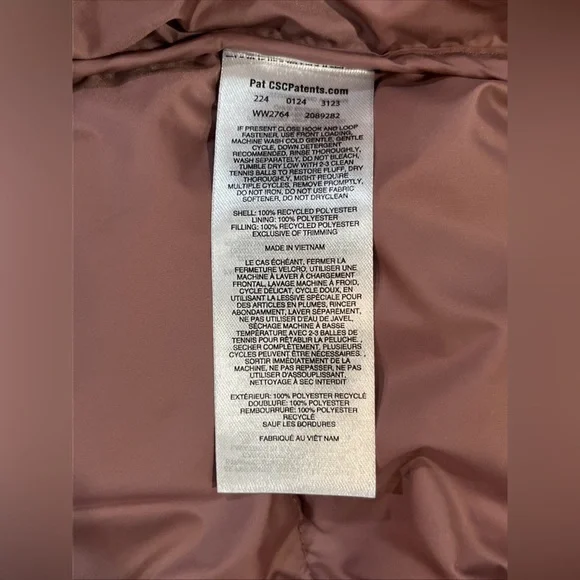 Pat CSCPatents.com
224 0124 3123
WW2764 2089282
IF PRESENT CLOSE HOOK AND LOOP
FASTENER. USE FRONT LOADING
MACHINE WASH COLD GENTLE, GENTLE
CYCLE, DOWN DETERGENT
RECOMMENDED, RINSE THOROUGHLY,
WASH SEPARATELY, DO NOT BLEACH,
TUMBLE DRY LOW WITH 2-3 CLEAN
TENNIS BALLS TO RESTORE FLUFF, DRY
THOROUGHLY, MIGHT REQUIRE
MULTIPLE CYCLES, REMOVE PROMPTLY,
DO NOT IRON, DO NOT USE FABRIC
SOFTENER, DO NOT DRYCLEAN
SHELL: 100% RECYCLED POLYESTER
LINING: 100% POLYESTER
FILLING: 100% RECYCLED POLYESTER
EXCLUSIVE OF TRIMMING
MADE IN VIETNAM
LE CAS ÉCHÉANT, FERMER LA
FERMETURE VELCRO, UTILISER UNE
MACHINE À LAVER À CHARGEMENT
FRONTAL, LAVAGE MACHINE À FROID,
CYCLE DÉLICAT, CYCLE DOUX, EN
UTILISANT LA LESSIVE SPÉCIALE POUR
DES ARTICLES EN PLUMES, RINCER
ABONDAMMENT, LAVER SÉPAREMENT,
NE PAS UTILISER D'EAU DE JAVEL,
SÉCHAGE MACHINE À BASSE
TEMPÉRATURE AVEC 2-3 BALLES DE
TENNIS POUR RÉTABLIR LA PELUCHE ,
SECHER COMPLÈTEMENT, PLUSIEURS
CYCLES PEUVENT ÊTRE NÉCESSAIRES. ,
SORTIR IMMÉDIATEMENT DE LA
MACHINE, NE PAS REPASSER, NE PAS
UTILISER D'ASSOUPLISSANT,
NETTOYAGE À SEC INTERDIT
EXTÉRIEUR: 100% POLYESTER RECYCLÉ
DOUBLURE: 100% POLYESTER
REMBOURRURE: 100% POLYESTER
RECYCLÉ
SAUF LES BORDURES
FABRIQUÉ AU VIÊT NAM